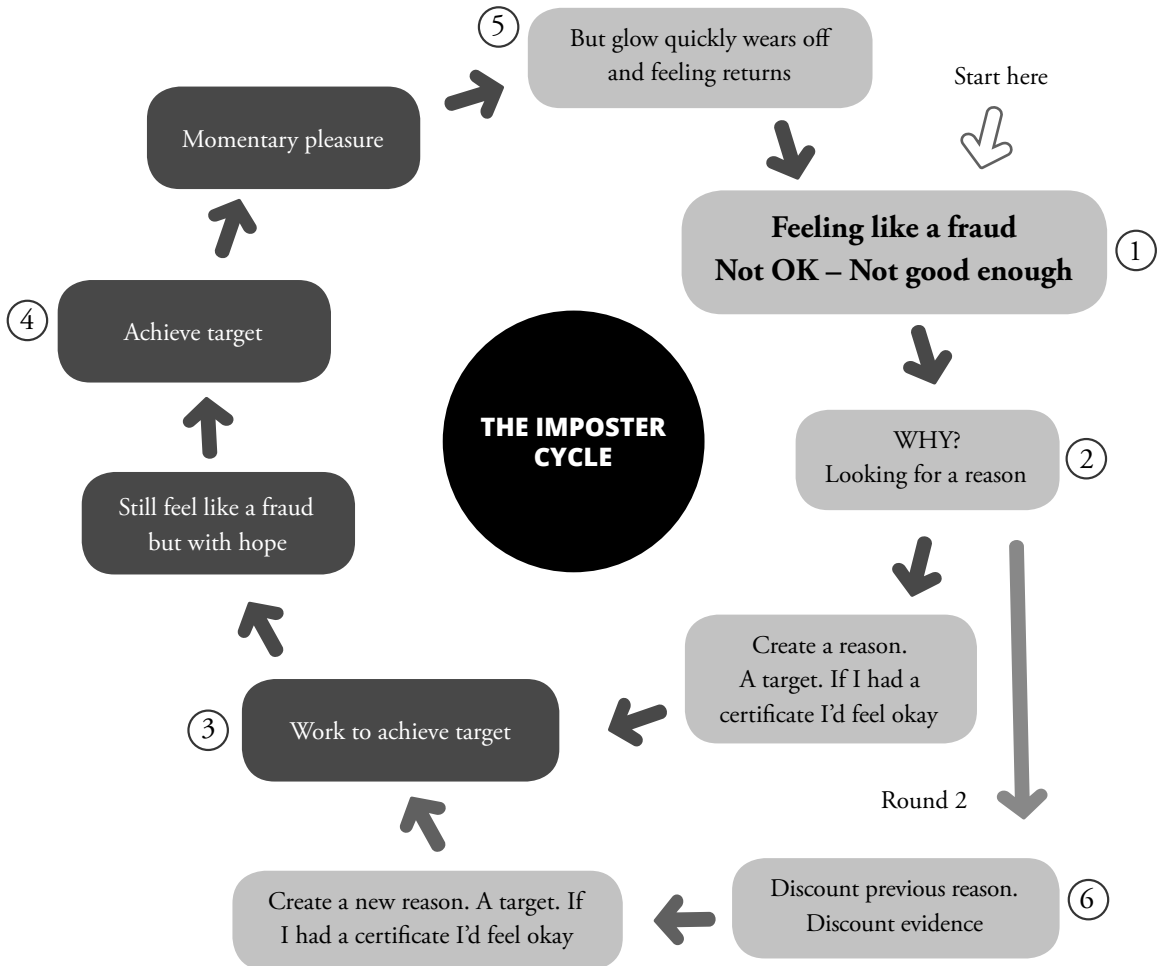 Start here
1
Feeling like a fraud
Not OK – Not good enough
2
WHY?
Looking for a reason
Create a reason.
A target. If I had a
certificate I’d feel okay
3
Work to achieve target
Still feel like a fraud
but with hope
4
Achieve target
Momentary pleasure
5
But glow quickly wears off
and feeling returns
Round 2
6
Discount previous reason.
Discount evidence
Create a new reason. A target. If
I had a certificate I’d feel okay
THE IMPOSTER
CYCLE